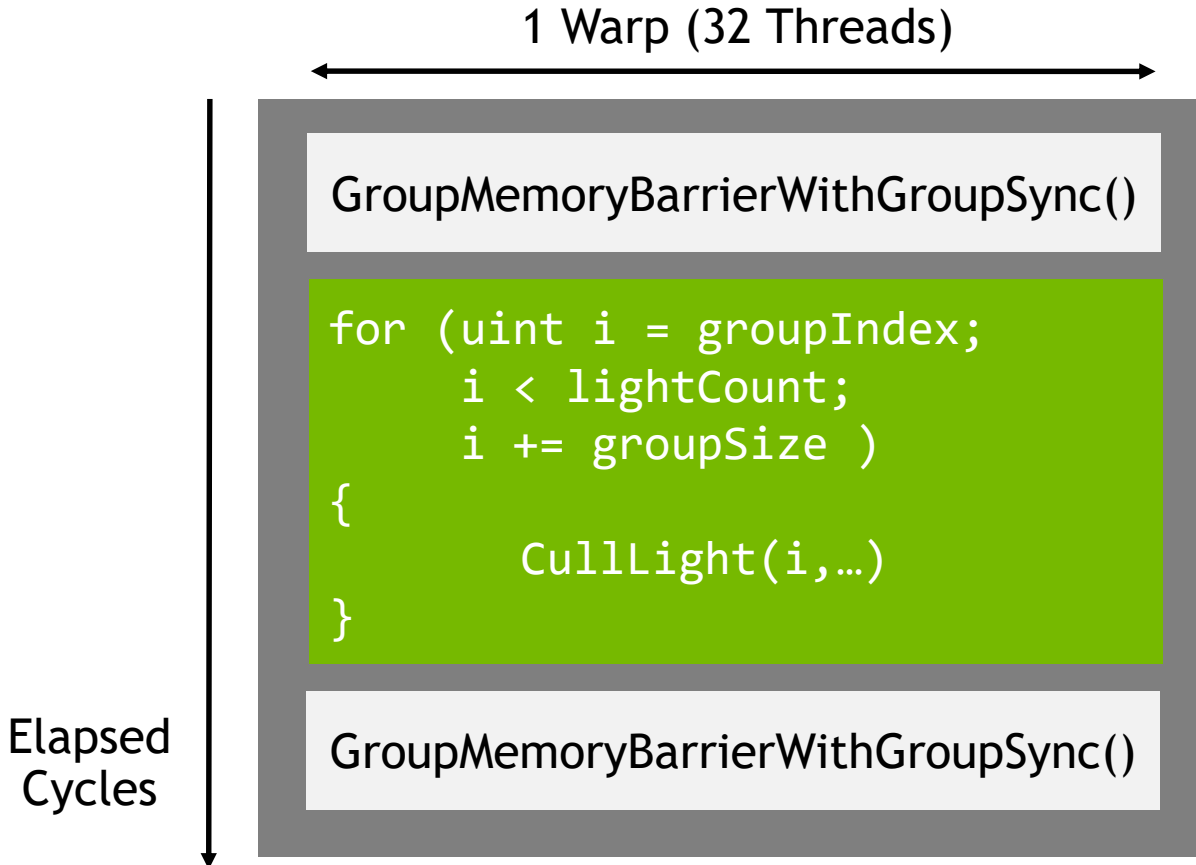 1 Warp (32 Threads)
GroupMemoryBarrierWithGroupSync()
for (uint i = groupIndex;
i < lightCount;
i += groupSize )
{
CullLight(i,…)
}
GroupMemoryBarrierWithGroupSync()
Elapsed
Cycles